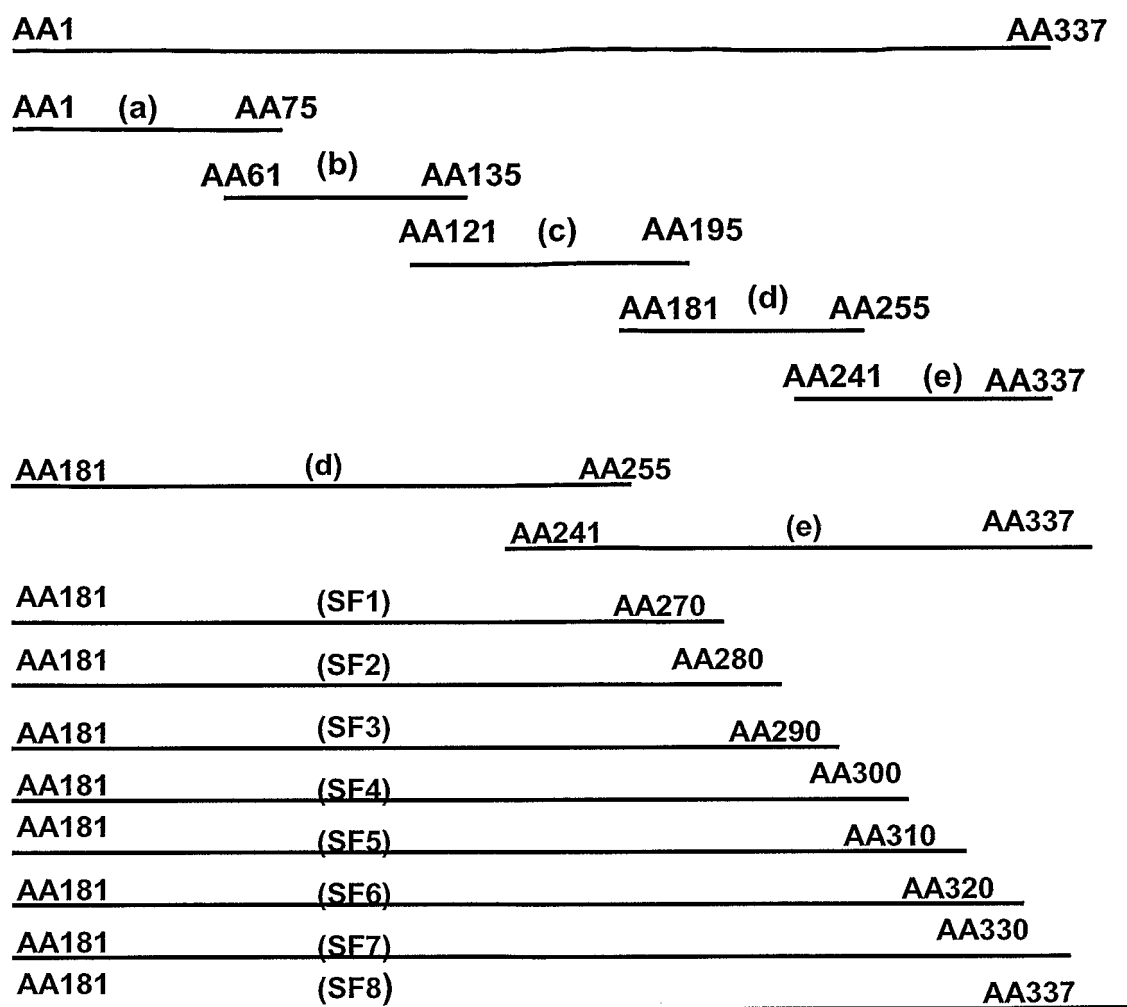 AA1 AA337
AA1 (a) AA75
AA61 (b) AA135
AA121 (c) AA195
AA181 (d) AA255
AA241 (e) AA337
AA181 (d) AA255
AA241 (e) AA337
AA181 (SF1) AA270
AA181 (SF2) AA280
AA181 (SF3) AA290
AA181 (SF4) AA300
AA181 (SF5) AA310
AA181 (SF6) AA320
AA181 (SF7) AA330
AA181 (SF8) AA337